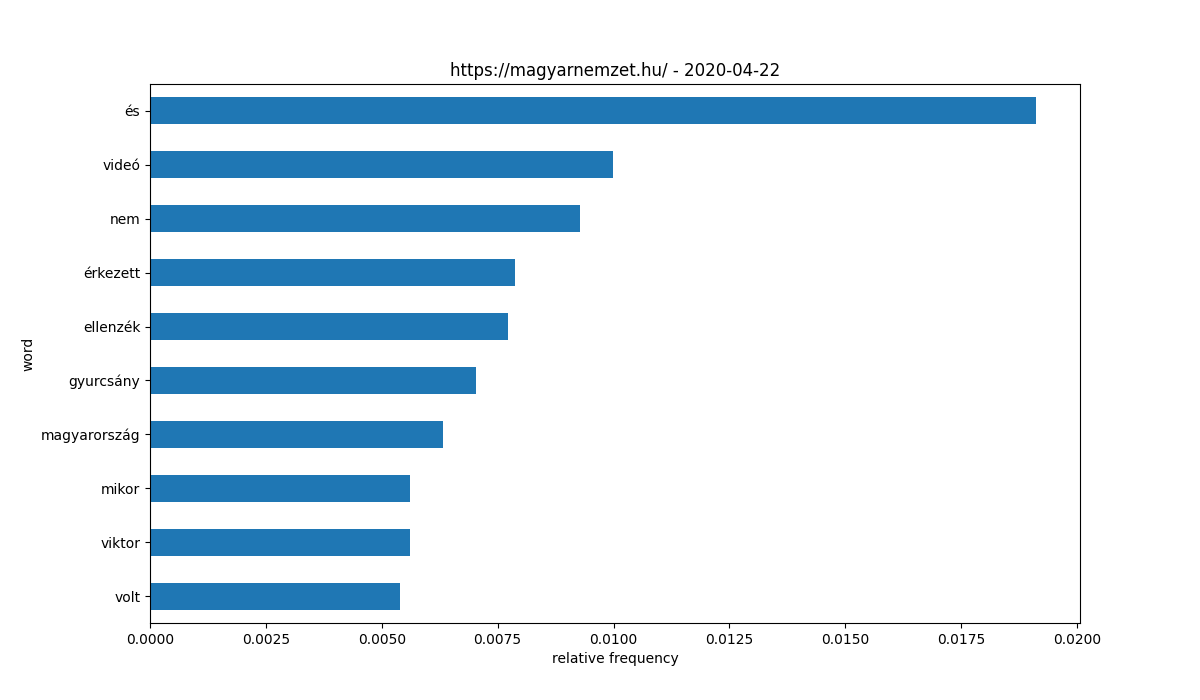 https://magyarnemzet.hu/ - 2020-04-22
és
videó
nem
érkezett
ellenzék
gyurcsány
magyarország
mikor
viktor
volt
word
0.0000 0.0025 0.0050 0.0075 0.0100 0.0125 0.0150 0.0175 0.0200
relative frequency